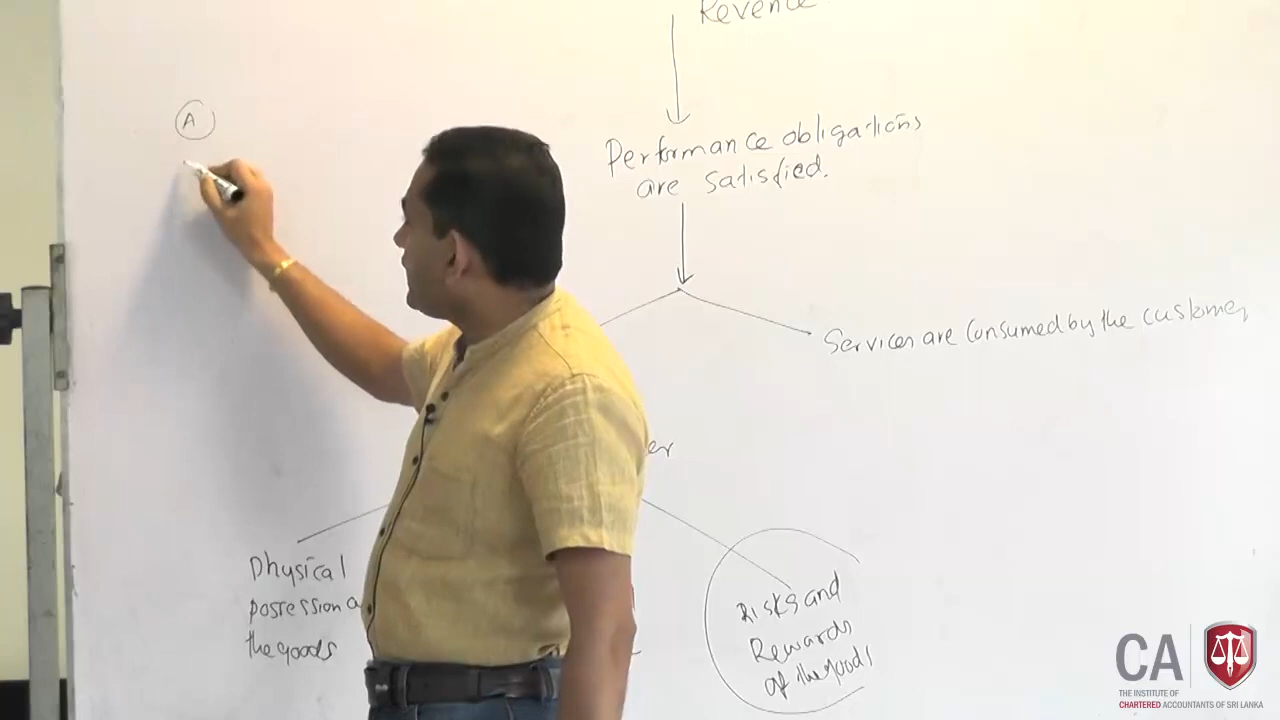 Revence
A
Performance obligations
are satisfied.
Services are consumed by the customer
er
Physical
possession o
the goods
Risks and
Rewards
of the goods
CA
THE INSTITUTE OF
CHARTERED ACCOUNTANTS OF SRI LANKA